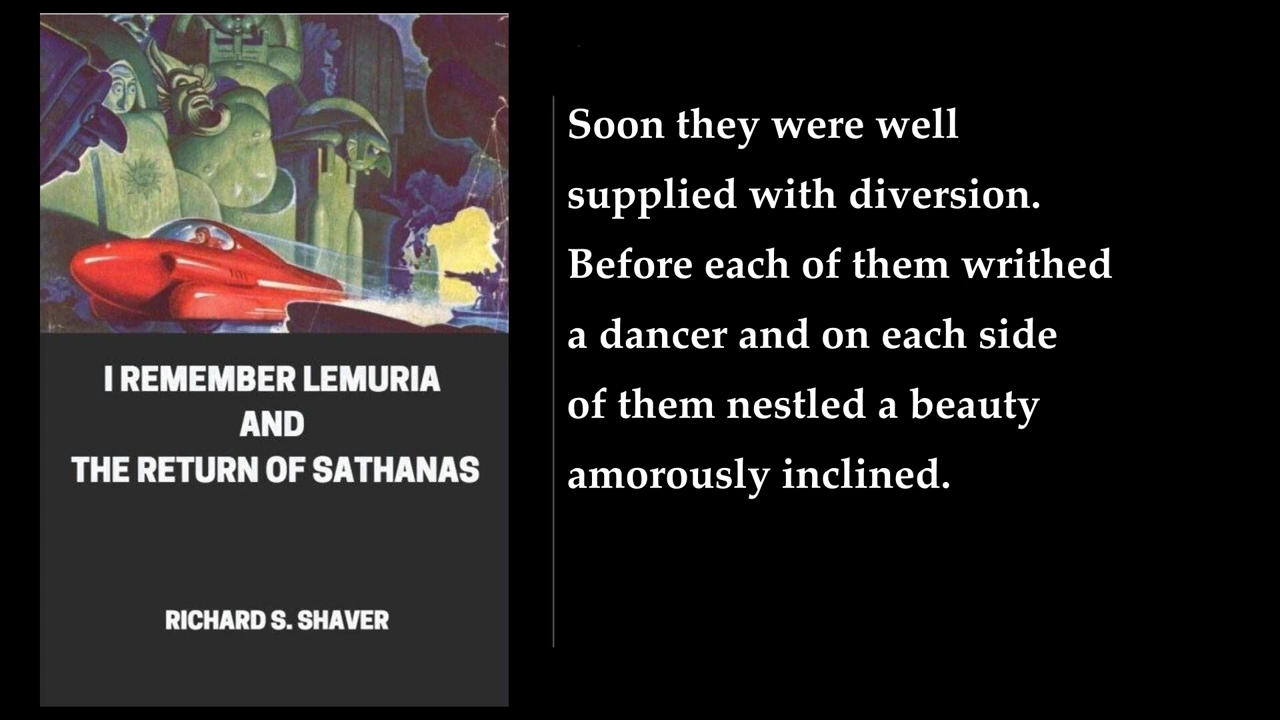 I REMEMBER LEMURIA
AND
THE RETURN OF SATHANAS
RICHARD S. SHAVER
Soon they were well
supplied with diversion.
Before each of them writhed
a dancer and on each side
of them nestled a beauty
amorously inclined.